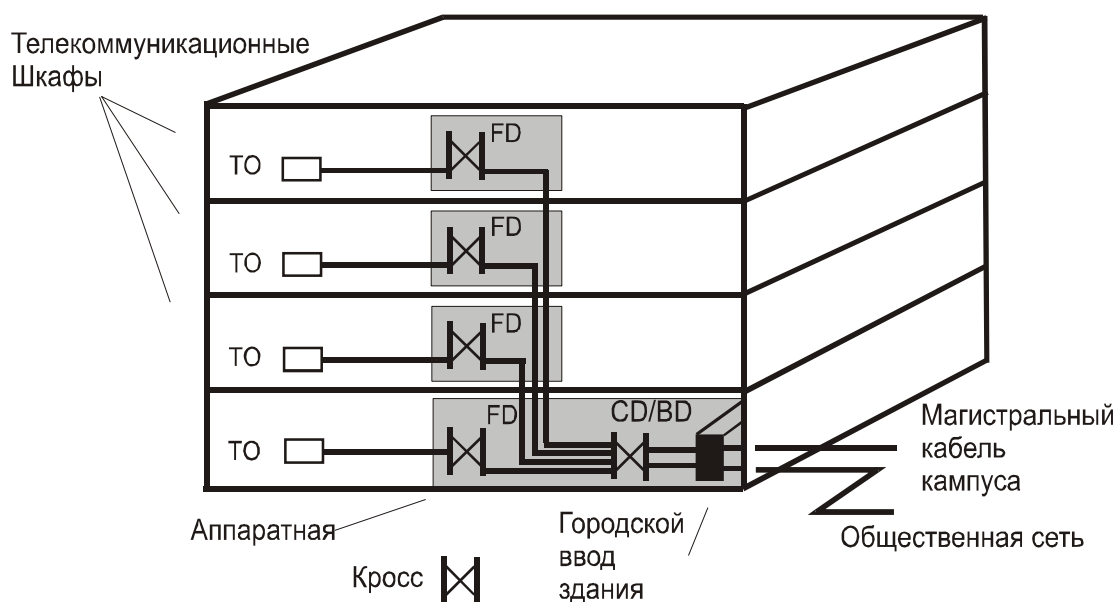 Телекоммуникационные
Шкафы
FD
ТО
FD
ТО
FD
ТО
FD
CD/BD
ТО
Магистральный
кабель
кампуса
Аппаратная
Городской
ввод
здания
Общественная сеть
Кросс